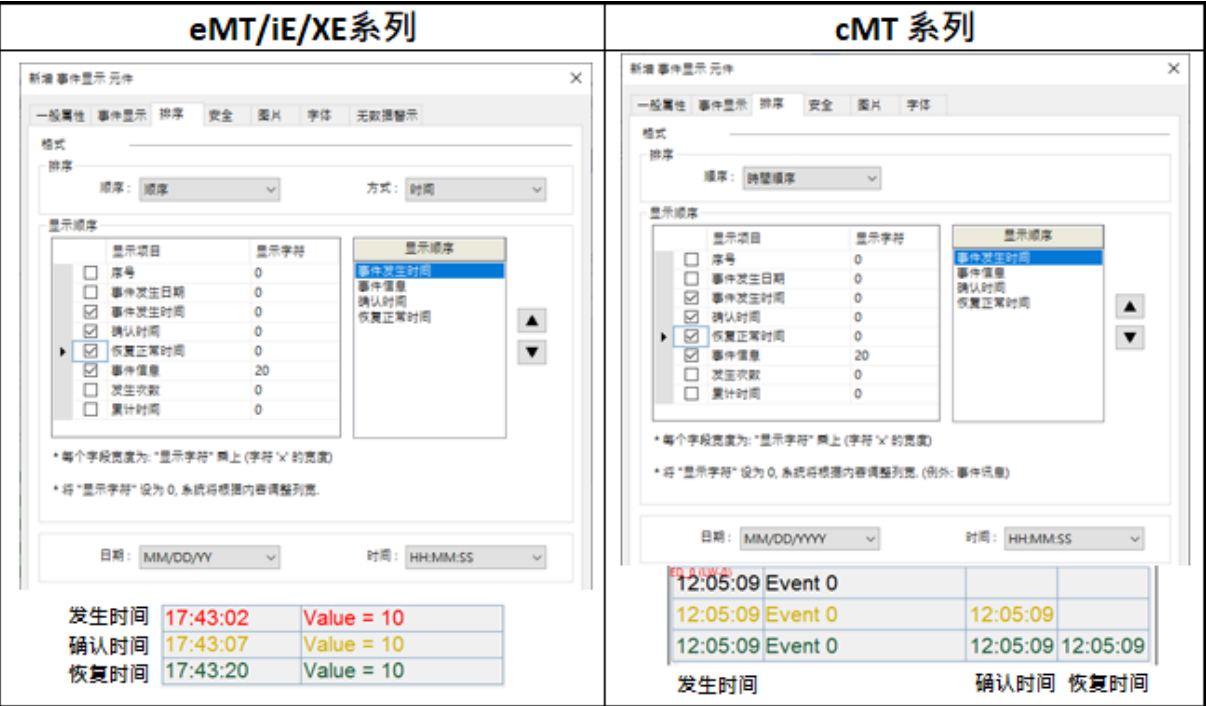 eMT/iE/XE系列
cMT 系列
新增 事件显示 元件
一般属性 事件显示 排序 安全 图片 字体 无数据警示
格式
排序
顺序： 顺序 方式： 时间
显示顺序
显示项目 显示字符
序号 0
事件发生日期 0
事件发生时间 0
确认时间 0
恢复正常时间 0
事件信息 20
发生次数 0
累计时间 0
显示顺序
事件发生时间
事件信息
确认时间
恢复正常时间
* 每个字段宽度为: "显示字符" 乘上 (字符 'x' 的宽度)
* 将 "显示字符" 设为 0, 系统将根据内容调整列宽.
日期： MM/DD/YY 时间： HH:MM:SS
发生时间 17:43:02 Value = 10
确认时间 17:43:07 Value = 10
恢复时间 17:43:20 Value = 10
新增 事件显示 元件
一般属性 事件显示 排序 安全 图片 字体
格式
排序
顺序： 時間順序
显示顺序
显示项目 显示字符
序号 0
事件发生日期 0
事件发生时间 0
确认时间 0
恢复正常时间 0
事件信息 20
发生次数 0
累计时间 0
显示顺序
事件发生时间
事件信息
确认时间
恢复正常时间
* 每个字段宽度为: "显示字符" 乘上 (字符 'x' 的宽度)
* 将 "显示字符" 设为 0, 系统将根据内容调整列宽. (例外: 事件讯息)
日期： MM/DD/YYYY 时间： HH:MM:SS
12:05:09 Event 0
12:05:09 Event 0 12:05:09
12:05:09 Event 0 12:05:09 12:05:09
发生时间 确认时间 恢复时间